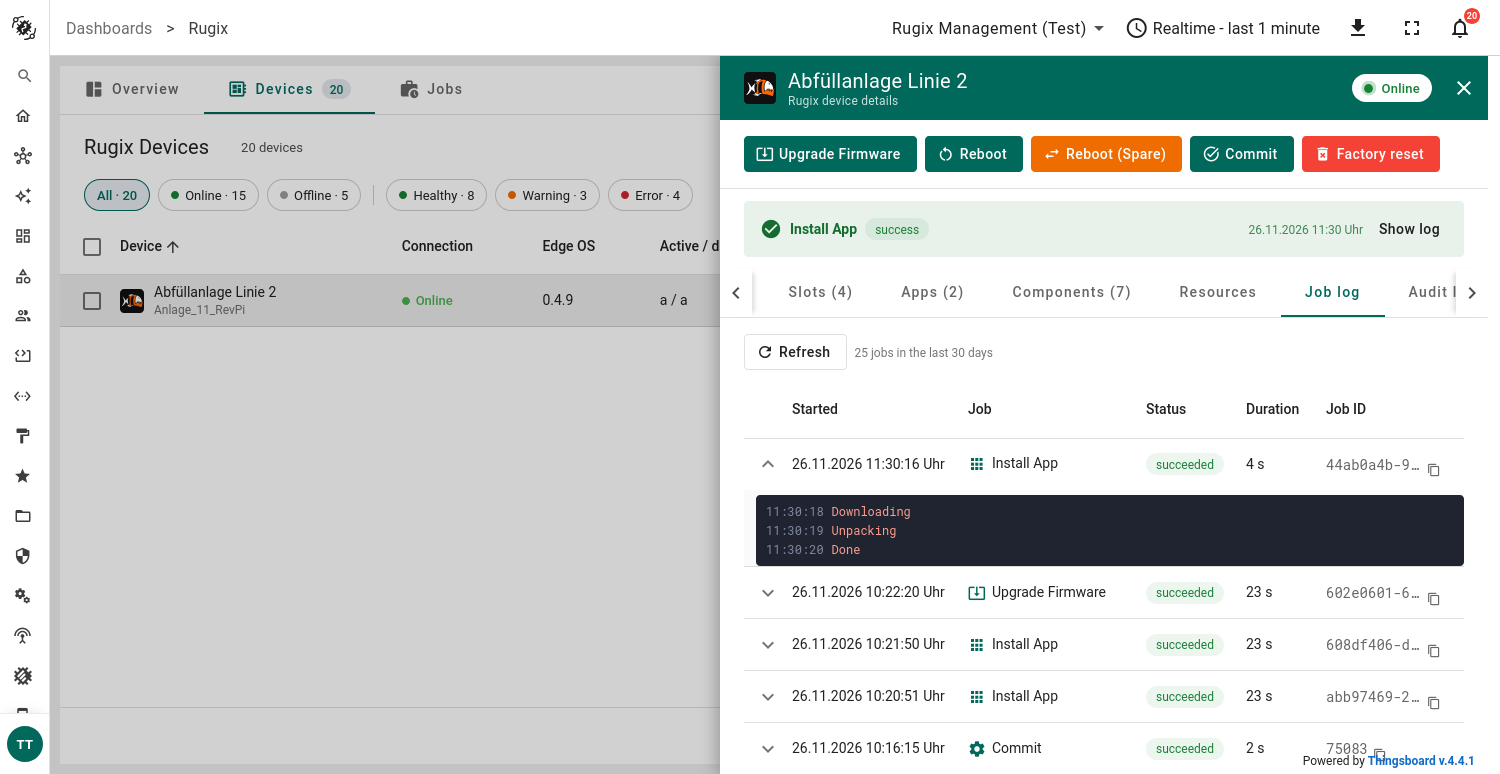 Dashboards > Rugix
Rugix Management (Test)
Realtime - last 1 minute
20
Overview
Devices 20
Jobs
Rugix Devices 20 devices
All · 20
Online · 15
Offline · 5
Healthy · 8
Warning · 3
Error · 4
Device Connection Edge OS Active / d
Abfüllanlage Linie 2 Online 0.4.9 a / a
Anlage_11_RevPi
TT
Abfüllanlage Linie 2
Rugix device details
Online
Upgrade Firmware
Reboot
Reboot (Spare)
Commit
Factory reset
Install App success 26.11.2026 11:30 Uhr Show log
Slots (4) Apps (2) Components (7) Resources Job log Audit l
Refresh 25 jobs in the last 30 days
Started Job Status Duration Job ID
26.11.2026 11:30:16 Uhr Install App succeeded 4 s 44ab0a4b-9…
11:30:18 Downloading
11:30:19 Unpacking
11:30:20 Done
26.11.2026 10:22:20 Uhr Upgrade Firmware succeeded 23 s 602e0601-6…
26.11.2026 10:21:50 Uhr Install App succeeded 23 s 608df406-d…
26.11.2026 10:20:51 Uhr Install App succeeded 23 s abb97469-2…
26.11.2026 10:16:15 Uhr Commit succeeded 2 s 75083
Powered by Thingsboard v.4.4.1